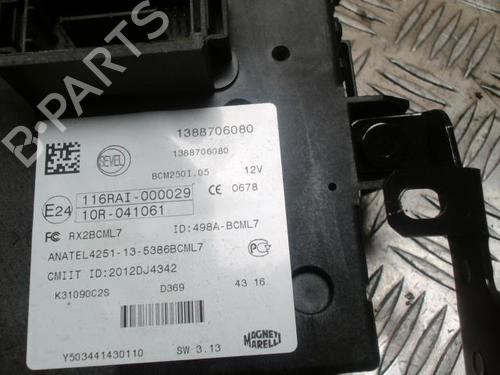 1388706080
SEVEL
1388706080
BCM250I.05 12V
E24
116RAI-000029
10R-041061
CE 0678
FC RX2BCML7 ID:498A-BCML7
ANATEL4251-13-5386BCML7
CMIIT ID:2012DJ4342
K31090C2S D369 43 16
Y503441430110 SW 3.13
MAGNETI
MARELLI
B-PARTS